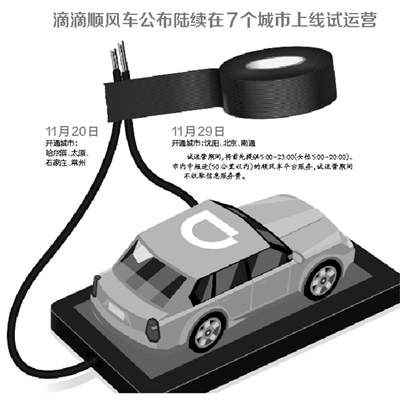 滴滴顺风车公布陆续在7个城市上线试运营
11月20日
开通城市：
哈尔滨、太原、
石家庄、常州
11月29日
开通城市：沈阳、北京、南通
试运营期间，将首先提供5:00-23:00(女性5:00-20:00)、
市内中短途(50公里以内)的顺风车平台服务，试运营期间
不收取信息服务费。